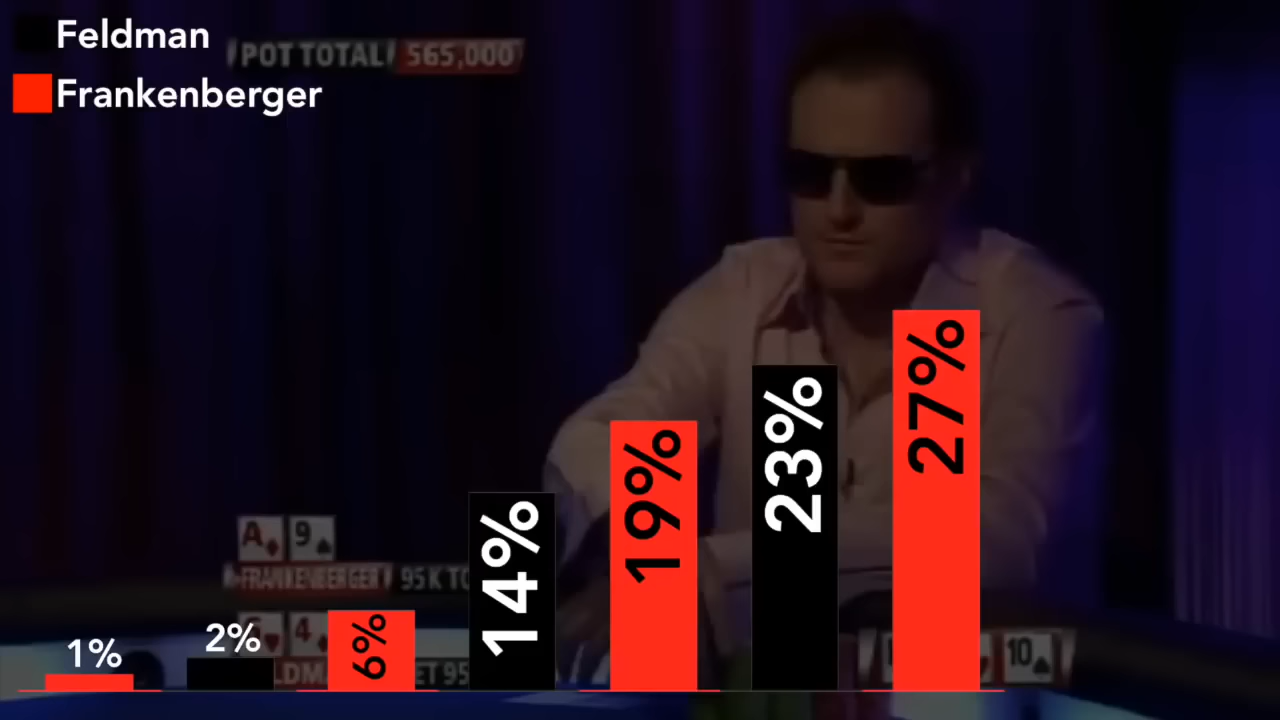 Feldman
POT TOTAL 565,000
Frankenberger
27%
23%
19%
14%
A 9
FRANKENBERGER 95K TO
4
6%
2%
1%
ET 95
10